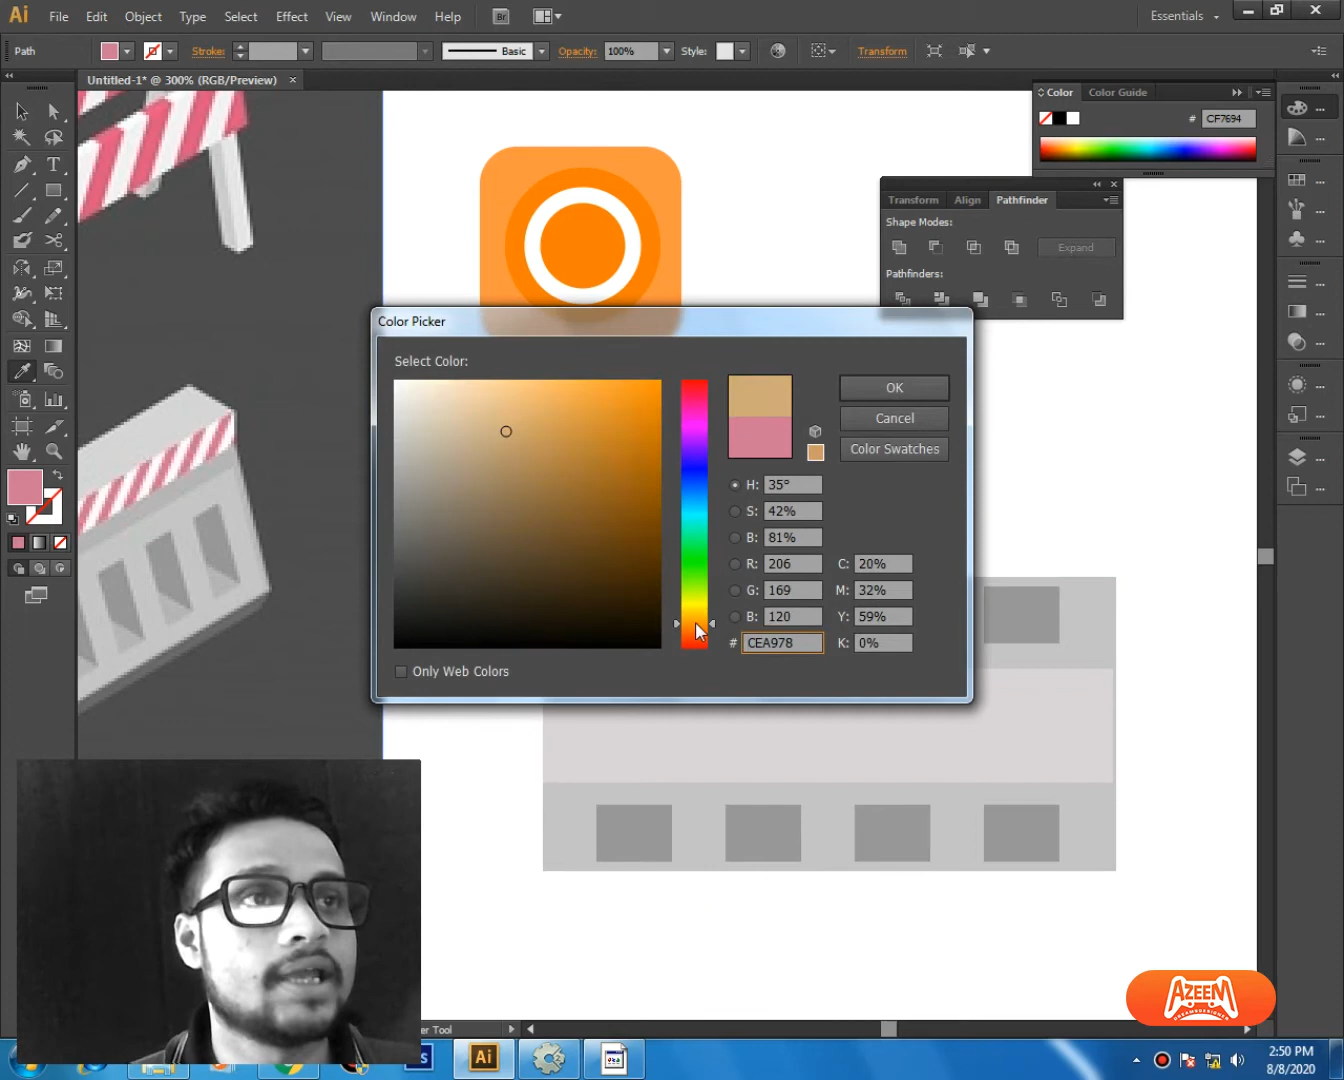 Ai File Edit Object Type Select Effect View Window Help Br Essentials
Path Stroke: Basic Opacity: 100% Style: Transform
Untitled-1* @ 300% (RGB/Preview) ×
Color Color Guide
# CF7694
Transform Align Pathfinder
Shape Modes:
Expand
Pathfinders:
Color Picker
Select Color:
OK
Cancel
Color Swatches
H: 35°
S: 42%
B: 81%
R: 206 C: 20%
G: 169 M: 32%
B: 120 Y: 59%
# CEA978 K: 0%
Only Web Colors
AZEEM
DREAMDESIGNER
Ai
2:50 PM
8/8/2020